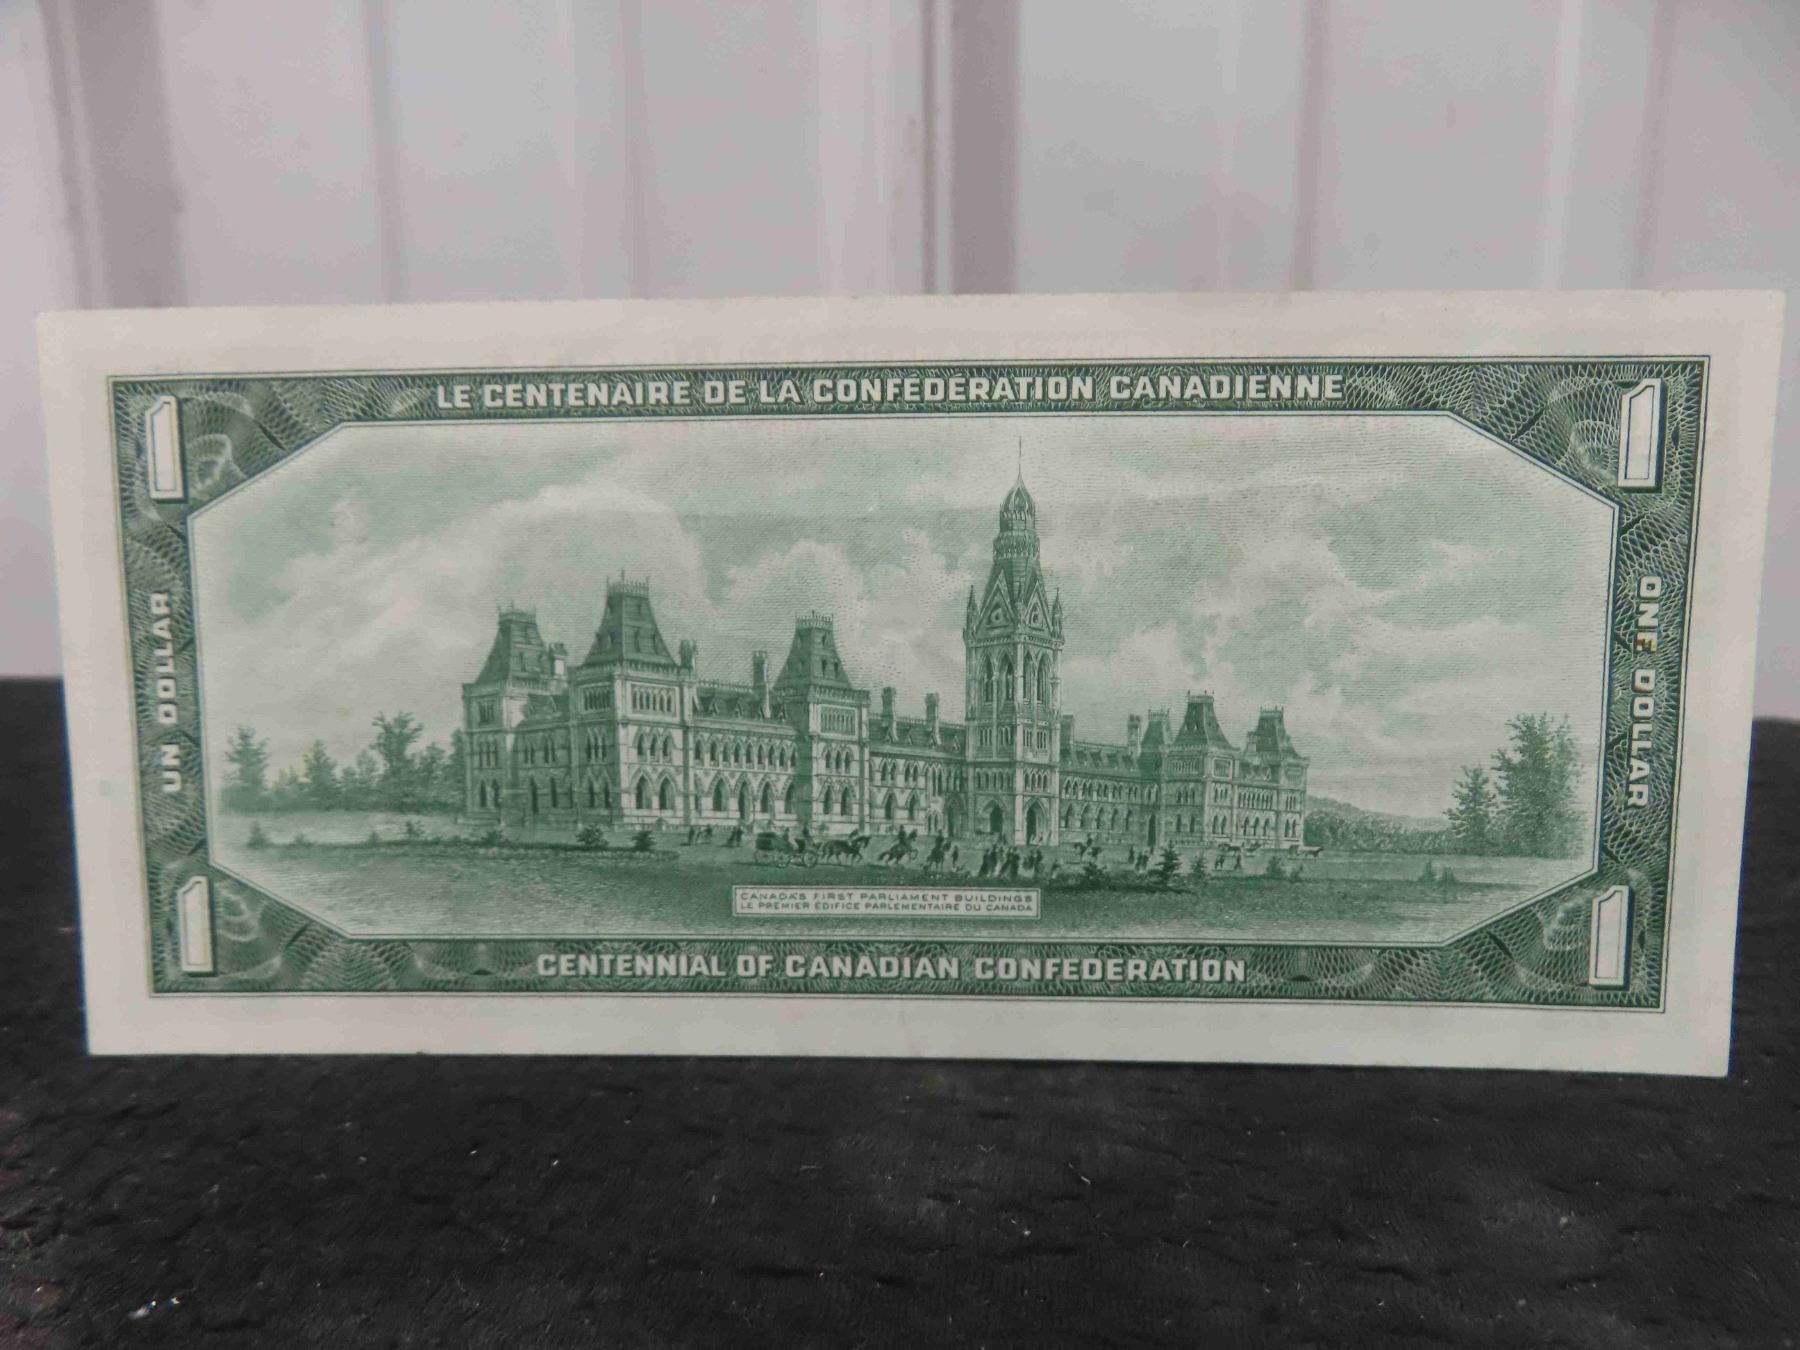 1
LE CENTENAIRE DE LA CONFÉDÉRATION CANADIENNE
1
UN DOLLAR
ONE DOLLAR
CANADA'S FIRST PARLIAMENT BUILDINGS
LE PREMIER ÉDIFICE PARLEMENTAIRE DU CANADA
1
CENTENNIAL OF CANADIAN CONFEDERATION
1